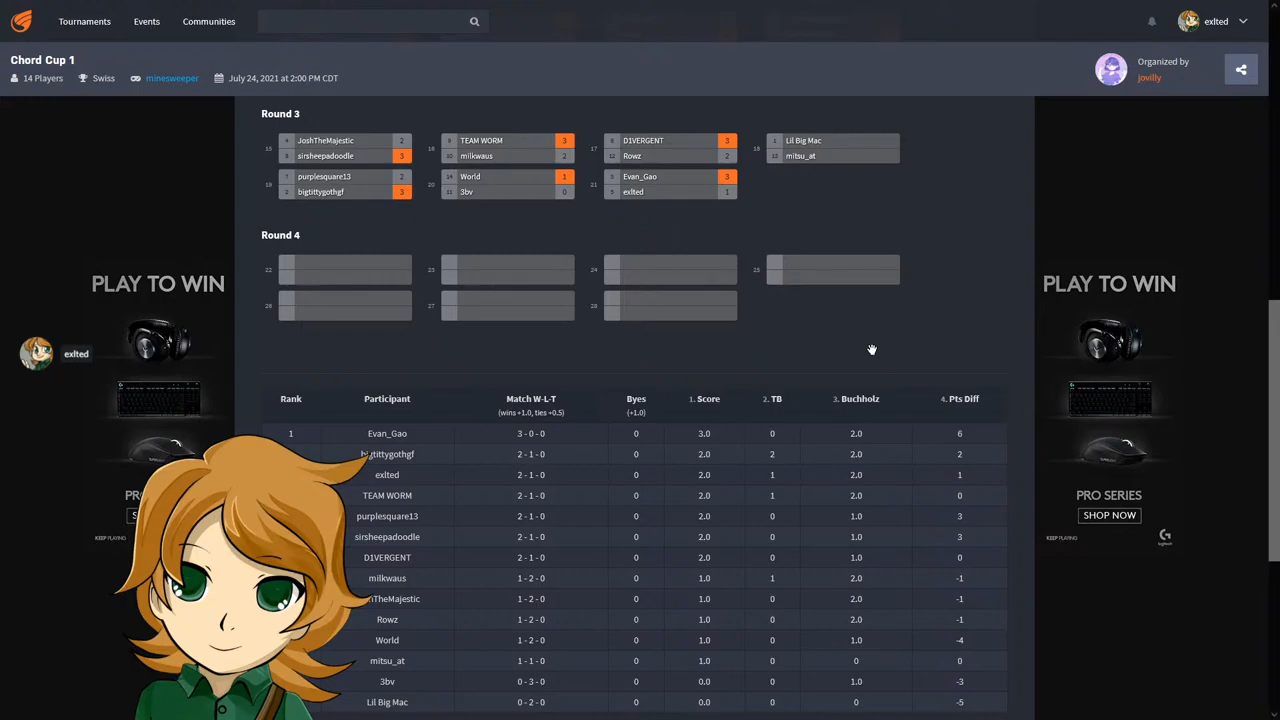 Tournaments Events Communities exlted
Chord Cup 1
14 Players Swiss minesweeper July 24, 2021 at 2:00 PM CDT
Organized by
jovilly
Round 3
15 4 JoshTheMajestic 2
sirsheepadoodle 3
16 TEAM WORM 3
10 milkwaus 2
17 D1VERGENT 3
12 Rowz 2
1 Lil Big Mac
13 mitsu_at
19 7 purplesquare13 2
2 bigtittygothgf 3
20 14 World 1
11 3bv 0
21 3 Evan_Gao 3
5 exlted 1
Round 4
22
23
24
25
27
PLAY TO WIN
PLAY TO WIN
exlted
Rank Participant Match W-L-T Byes 1. Score 2. TB 3. Buchholz 4. Pts Diff
(wins +1.0, ties +0.5) (+1.0)
1 Evan_Gao 3 - 0 - 0 0 3.0 0 2.0 6
bigtittygothgf 2 - 1 - 0 0 2.0 2 2.0 2
exlted 2 - 1 - 0 0 2.0 1 2.0 1
TEAM WORM 2 - 1 - 0 0 2.0 1 2.0 0
purplesquare13 2 - 1 - 0 0 2.0 0 1.0 3
sirsheepadoodle 2 - 1 - 0 0 2.0 0 1.0 3
D1VERGENT 2 - 1 - 0 0 2.0 0 1.0 0
milkwaus 1 - 2 - 0 0 1.0 1 2.0 -1
hTheMajestic 1 - 2 - 0 0 1.0 0 2.0 -1
Rowz 1 - 2 - 0 0 1.0 0 2.0 -1
World 1 - 2 - 0 0 1.0 0 1.0 -4
mitsu_at 1 - 1 - 0 0 1.0 0 0 0
3bv 0 - 3 - 0 0 0.0 0 1.0 -3
Lil Big Mac 0 - 2 - 0 0 0.0 0 0 -5
PR
S
KEEP PLAYING
PRO SERIES
SHOP NOW
KEEP PLAYING
logitech